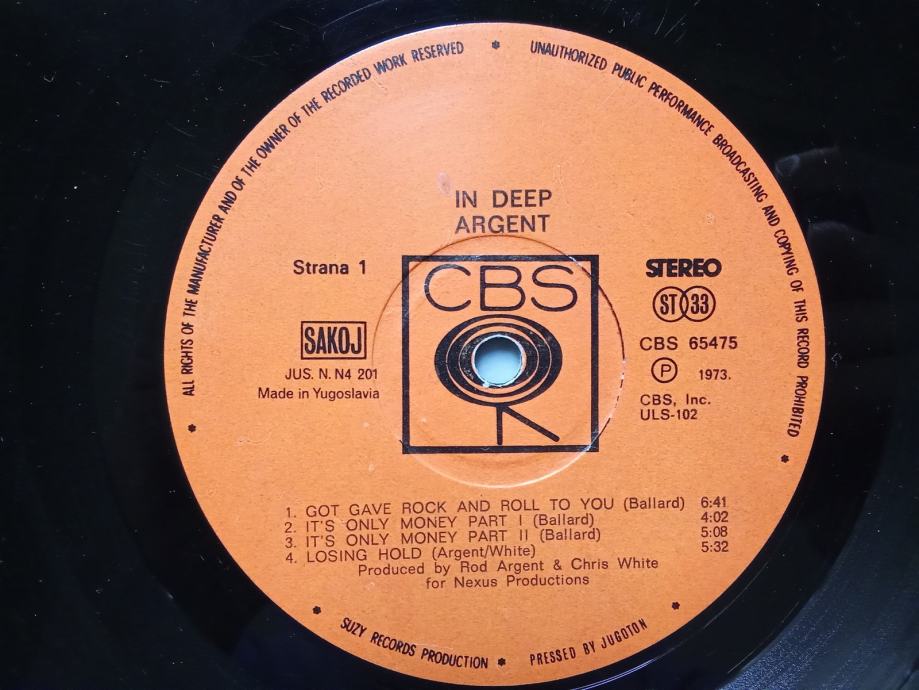 ALL RIGHTS OF THE MANUFACTURER AND OF THE OWNER OF THE RECORDED WORK RESERVED * UNAUTHORIZED PUBLIC PERFORMANCE BROADCASTING AND COPYING OF THIS RECORD PROHIBITED *
IN DEEP
ARGENT
Strana 1
SAKOJ
JUS. N. N4 201
Made in Yugoslavia
CBS
STEREO
ST 33
CBS 65475
Ⓟ 1973.
CBS, Inc.
ULS-102
1. GOT GAVE ROCK AND ROLL TO YOU (Ballard) 6:41
2. IT'S ONLY MONEY PART I (Ballard) 4:02
3. IT'S ONLY MONEY PART II (Ballard) 5:08
4. LOSING HOLD (Argent/White) 5:32
Produced by Rod Argent & Chris White
for Nexus Productions
* SUZY RECORDS PRODUCTION * PRESSED BY JUGOTON *